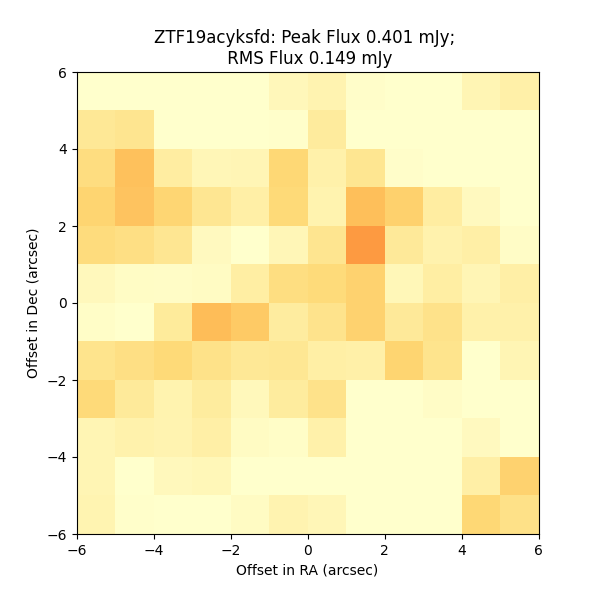 ZTF19acyksfd: Peak Flux 0.401 mJy;
RMS Flux 0.149 mJy
6
4
2
0
−2
−4
−6
Offset in Dec (arcsec)
−6 −4 −2 0 2 4 6
Offset in RA (arcsec)